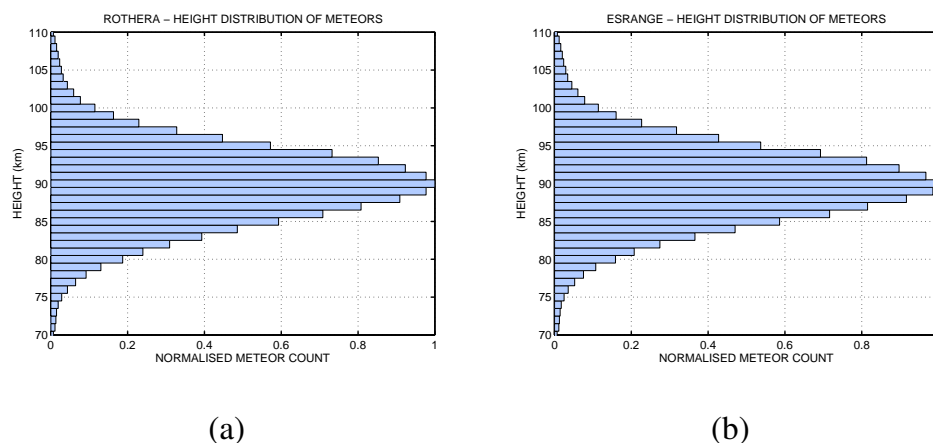 ROTHERA – HEIGHT DISTRIBUTION OF METEORS
110
105
100
95
90
85
80
75
70
HEIGHT (km)
0 0.2 0.4 0.6 0.8 1
NORMALISED METEOR COUNT
(a)
ESRANGE – HEIGHT DISTRIBUTION OF METEORS
110
105
100
95
90
85
80
75
70
HEIGHT (km)
0 0.2 0.4 0.6 0.8
NORMALISED METEOR COUNT
(b)